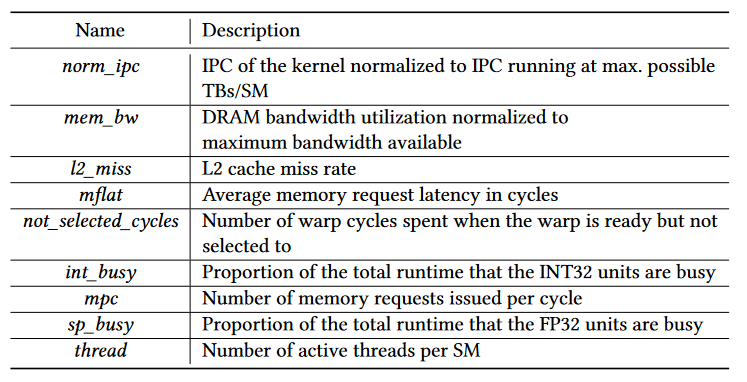 Name Description
norm_ipc IPC of the kernel normalized to IPC running at max. possible
TBs/SM
mem_bw DRAM bandwidth utilization normalized to
maximum bandwidth available
l2_miss L2 cache miss rate
mflat Average memory request latency in cycles
not_selected_cycles Number of warp cycles spent when the warp is ready but not
selected to
int_busy Proportion of the total runtime that the INT32 units are busy
mpc Number of memory requests issued per cycle
sp_busy Proportion of the total runtime that the FP32 units are busy
thread Number of active threads per SM